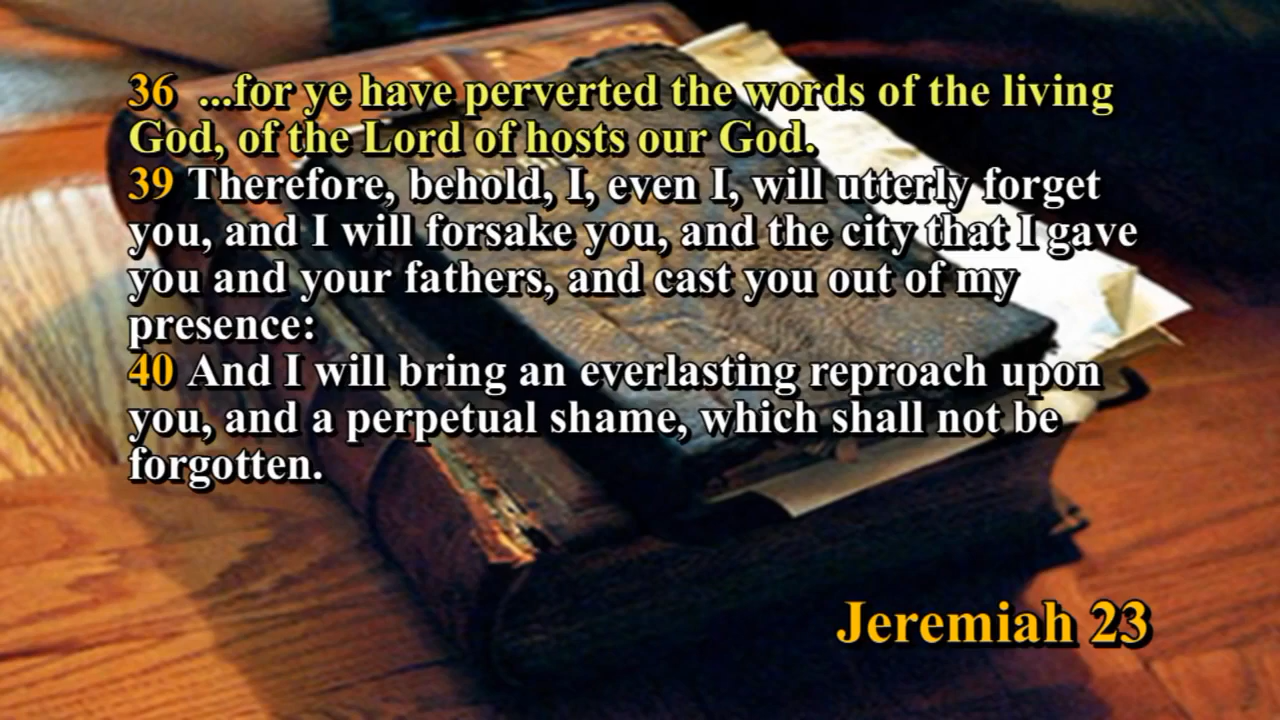 36 ...for ye have perverted the words of the living
God, of the Lord of hosts our God.
39 Therefore, behold, I, even I, will utterly forget
you, and I will forsake you, and the city that I gave
you and your fathers, and cast you out of my
presence:
40 And I will bring an everlasting reproach upon
you, and a perpetual shame, which shall not be
forgotten.
Jeremiah 23